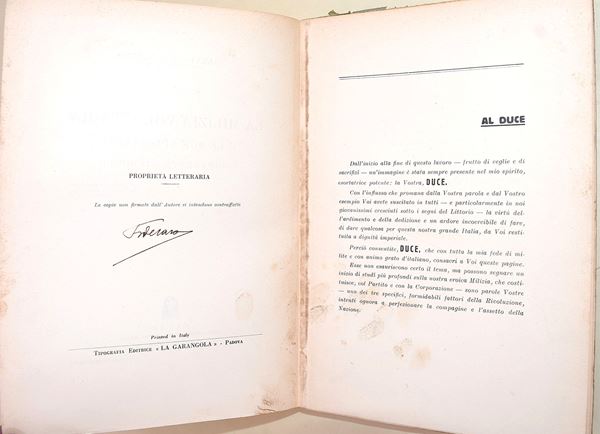 PROPRIETÀ LETTERARIA
Le copie non firmate dall'Autore si intendono contraffatte
Printed in Italy
TIPOGRAFIA EDITRICE « LA GARANGOLA » - PADOVA
AL DUCE
Dall'inizio alla fine di questo lavoro — frutto di veglie e di
sacrifizi — un'immagine è stata sempre presente nel mio spirito,
esortatrice potente: la Vostra, DUCE.
Con l'influsso che promana dalla Vostra parola e dal Vostro
esempio Voi avete suscitato in tutti — e particolarmente in noi
giovanissimi cresciuti sotto i segni del Littorio — la virtù del-
l'ardimento e della dedizione e un ardore incoercibile di fare,
di dare qualcosa per questa nostra grande Italia, da Voi resti-
tuita a dignità imperiale.
Perciò consentite, DUCE, che con tutta la mia fede di mi-
lite e con animo grato d'italiano, consacri a Voi queste pagine.
Esse non esauriscono certo il tema, ma possono segnare un
inizio di studi più profondi sulla nostra eroica Milizia, che costi-
tuisce, col Partito e con la Corporazione — sono parole Vostre
— uno dei tre specifici, formidabili fattori della Rivoluzione,
intenti ognora a perfezionare la compagine e l'assetto della
Nazione.